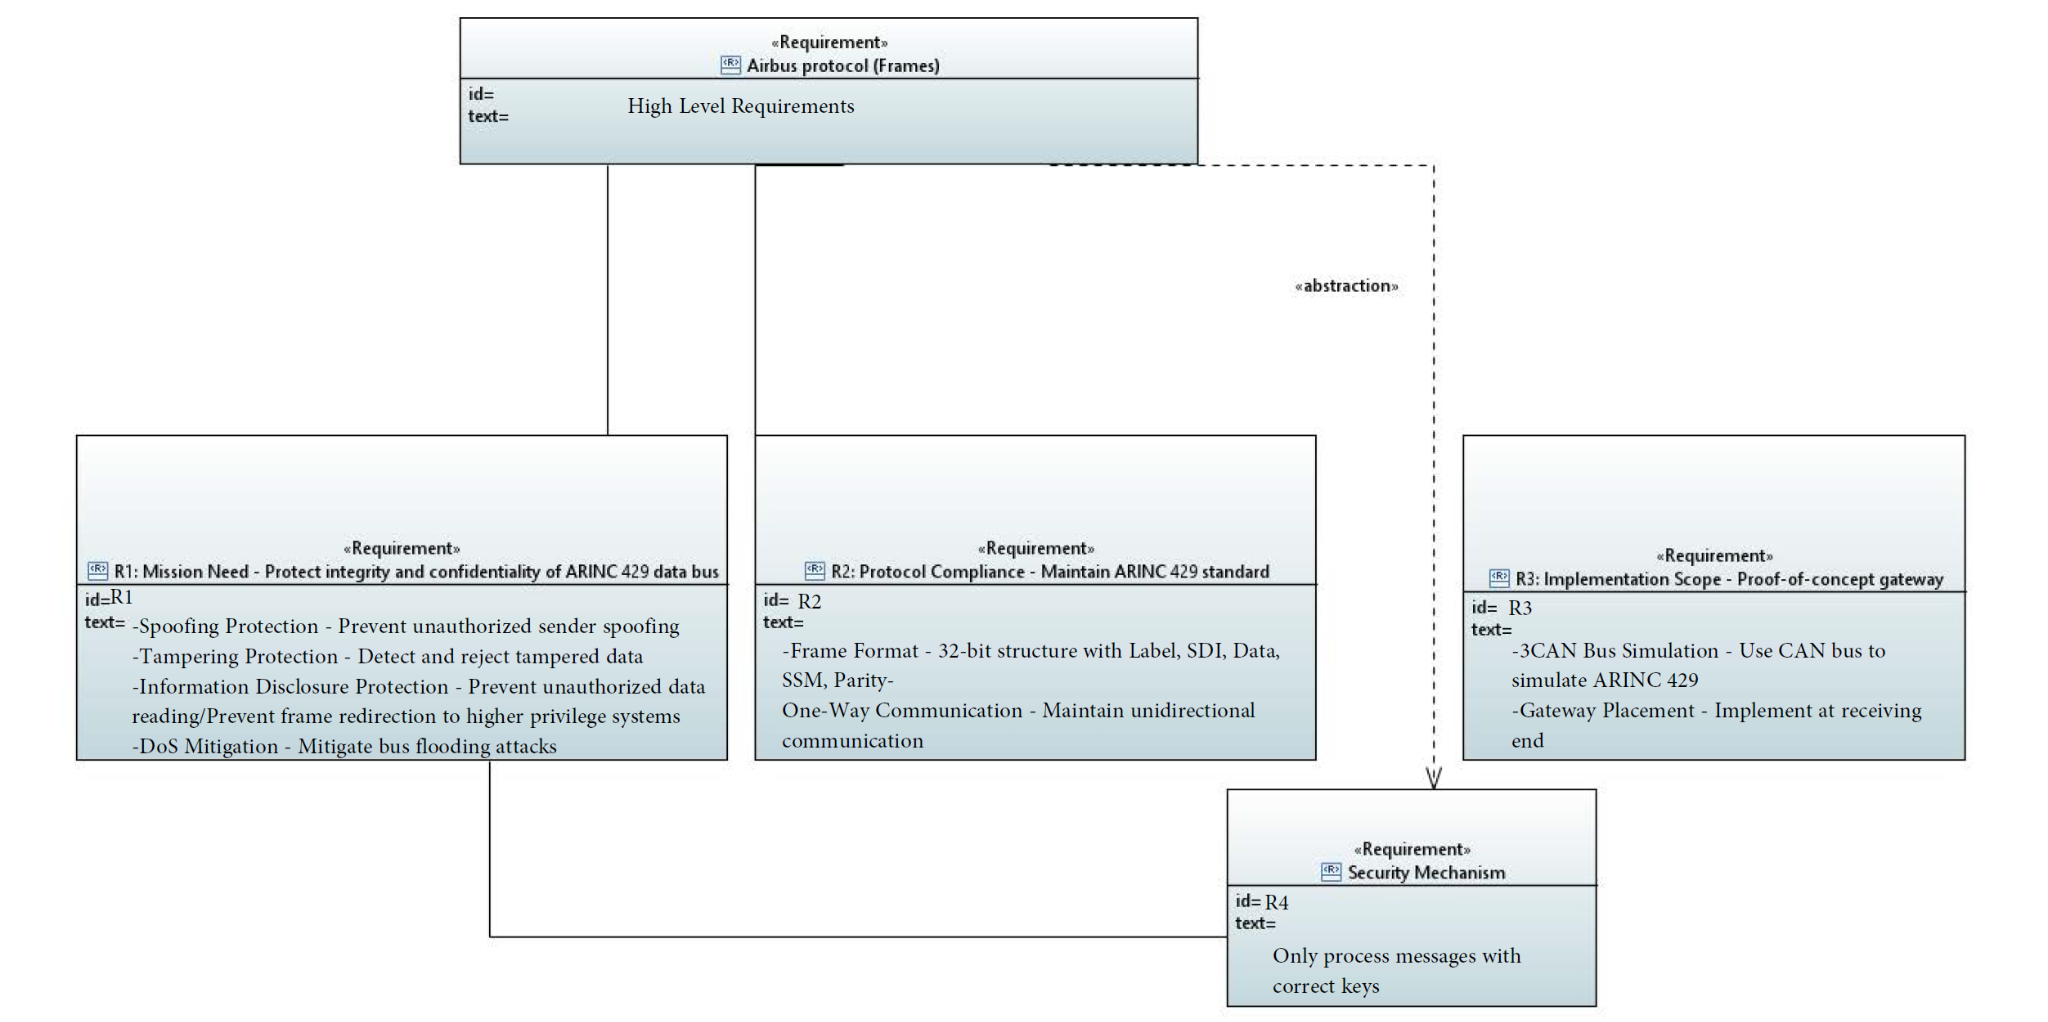 «Requirement»
Airbus protocol (Frames)
id=
text=
High Level Requirements
«abstraction»
«Requirement»
R1: Mission Need - Protect integrity and confidentiality of ARINC 429 data bus
id=R1
text=
-Spoofing Protection - Prevent unauthorized sender spoofing
-Tampering Protection - Detect and reject tampered data
-Information Disclosure Protection - Prevent unauthorized data
reading/Prevent frame redirection to higher privilege systems
-DoS Mitigation - Mitigate bus flooding attacks
«Requirement»
R2: Protocol Compliance - Maintain ARINC 429 standard
id= R2
text=
-Frame Format - 32-bit structure with Label, SDI, Data,
SSM, Parity-
One-Way Communication - Maintain unidirectional
communication
«Requirement»
R3: Implementation Scope - Proof-of-concept gateway
id= R3
text=
-3CAN Bus Simulation - Use CAN bus to
simulate ARINC 429
-Gateway Placement - Implement at receiving
end
«Requirement»
Security Mechanism
id= R4
text=
Only process messages with
correct keys